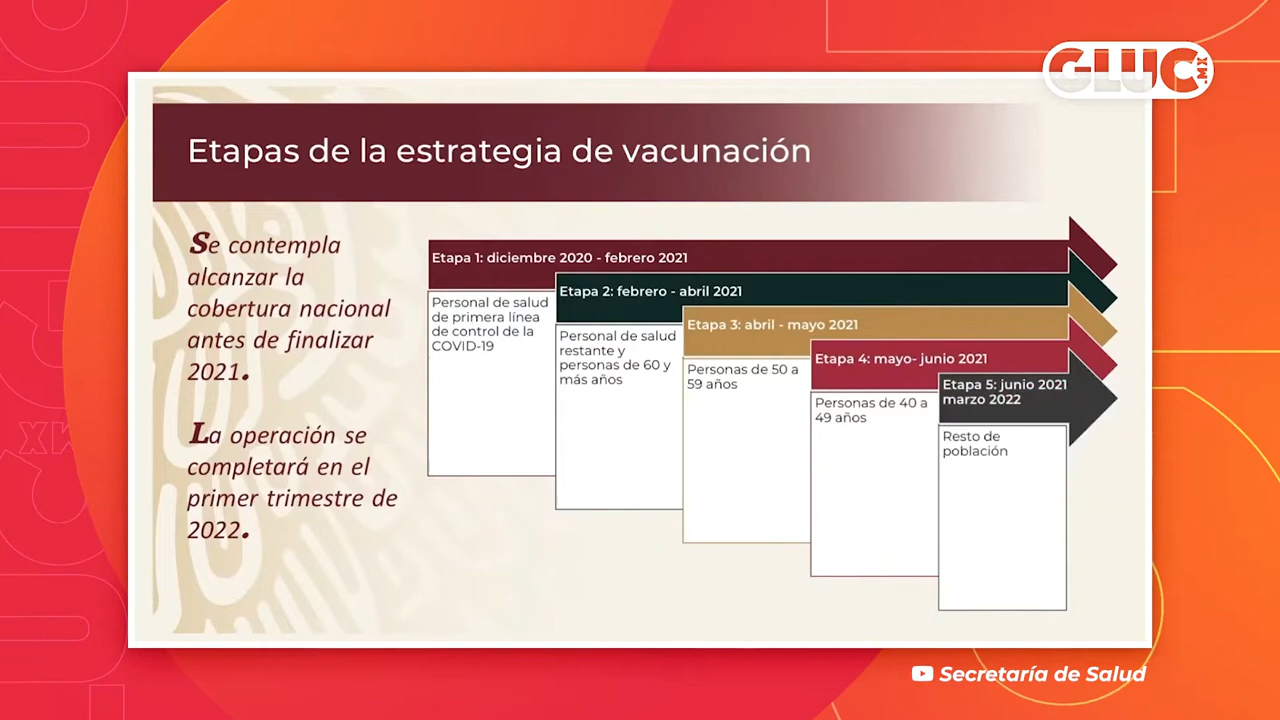 GLUC.MX
Etapas de la estrategia de vacunación
Se contempla
alcanzar la
cobertura nacional
antes de finalizar
2021.
La operación se
completará en el
primer trimestre de
2022.
Etapa 1: diciembre 2020 - febrero 2021
Personal de salud
de primera línea
de control de la
COVID-19
Etapa 2: febrero - abril 2021
Personal de salud
restante y
personas de 60 y
más años
Etapa 3: abril - mayo 2021
Personas de 50 a
59 años
Etapa 4: mayo- junio 2021
Personas de 40 a
49 años
Etapa 5: junio 2021
marzo 2022
Resto de
población
Secretaría de Salud